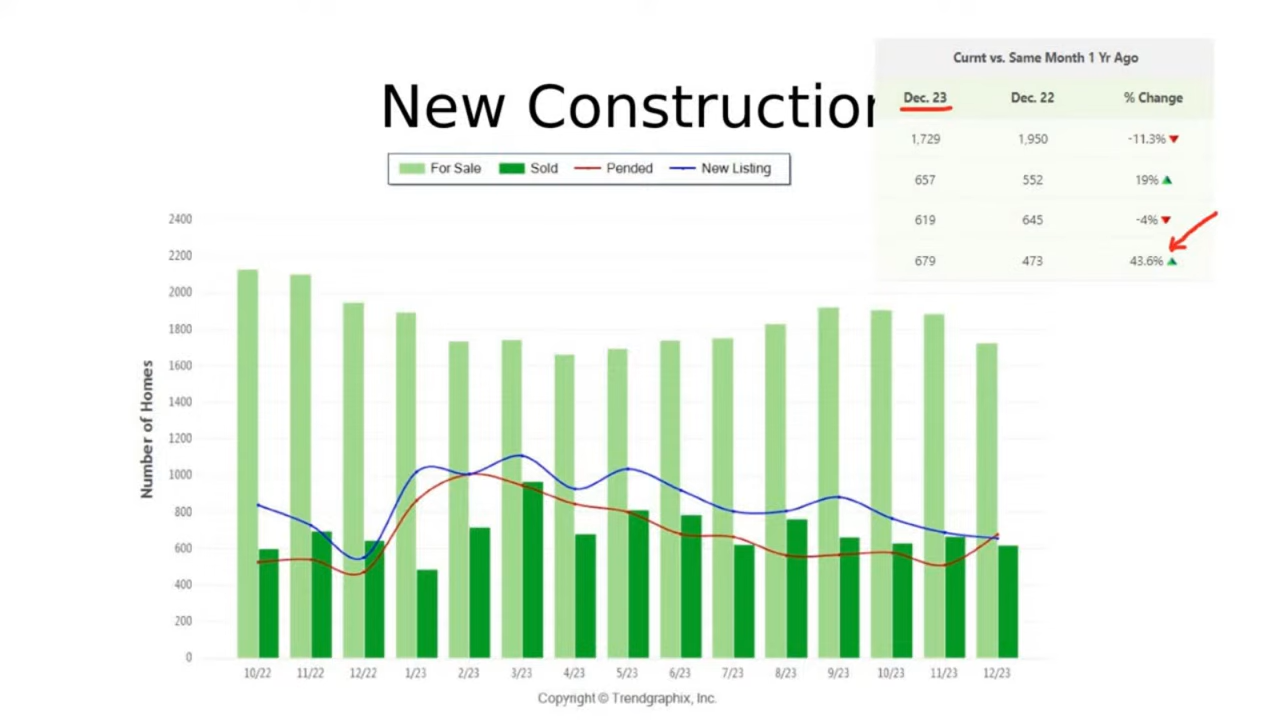 New Construction
Curnt vs. Same Month 1 Yr Ago
Dec. 23 Dec. 22 % Change
1,729 1,950 -11.3%
657 552 19%
619 645 -4%
679 473 43.6%
For Sale Sold Pended New Listing
Number of Homes
2400
2200
2000
1800
1600
1400
1200
1000
800
600
400
200
0
10/22 11/22 12/22 1/23 2/23 3/23 4/23 5/23 6/23 7/23 8/23 9/23 10/23 11/23 12/23
Copyright © Trendgraphix, Inc.